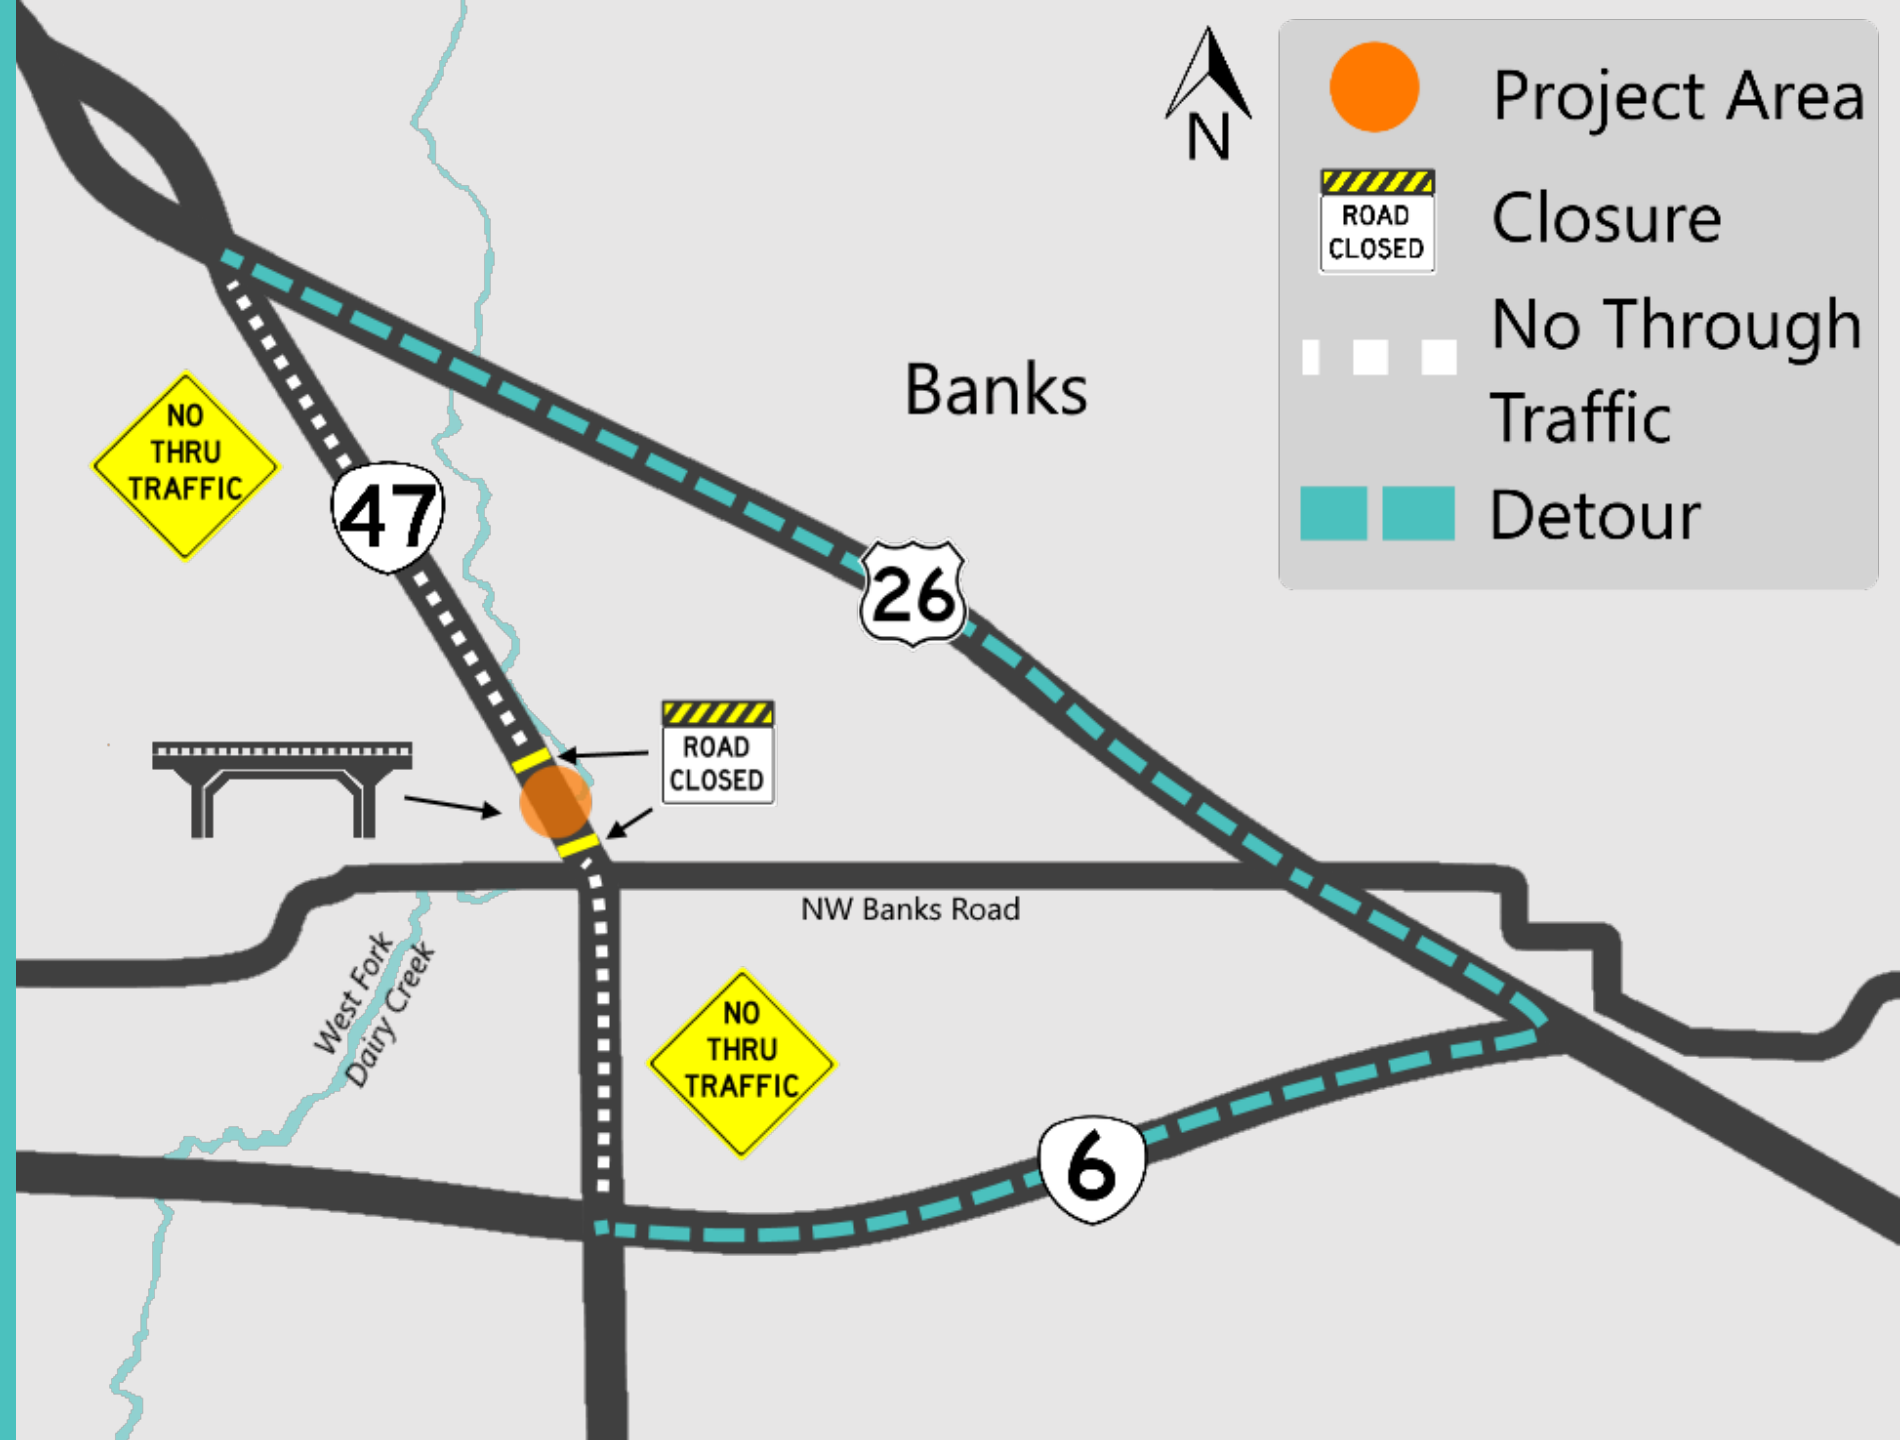 N
Project Area
ROAD
CLOSED
Closure
No Through
Traffic
Detour
Banks
NO
THRU
TRAFFIC
47
26
ROAD
CLOSED
NW Banks Road
West Fork
Dairy Creek
NO
THRU
TRAFFIC
6